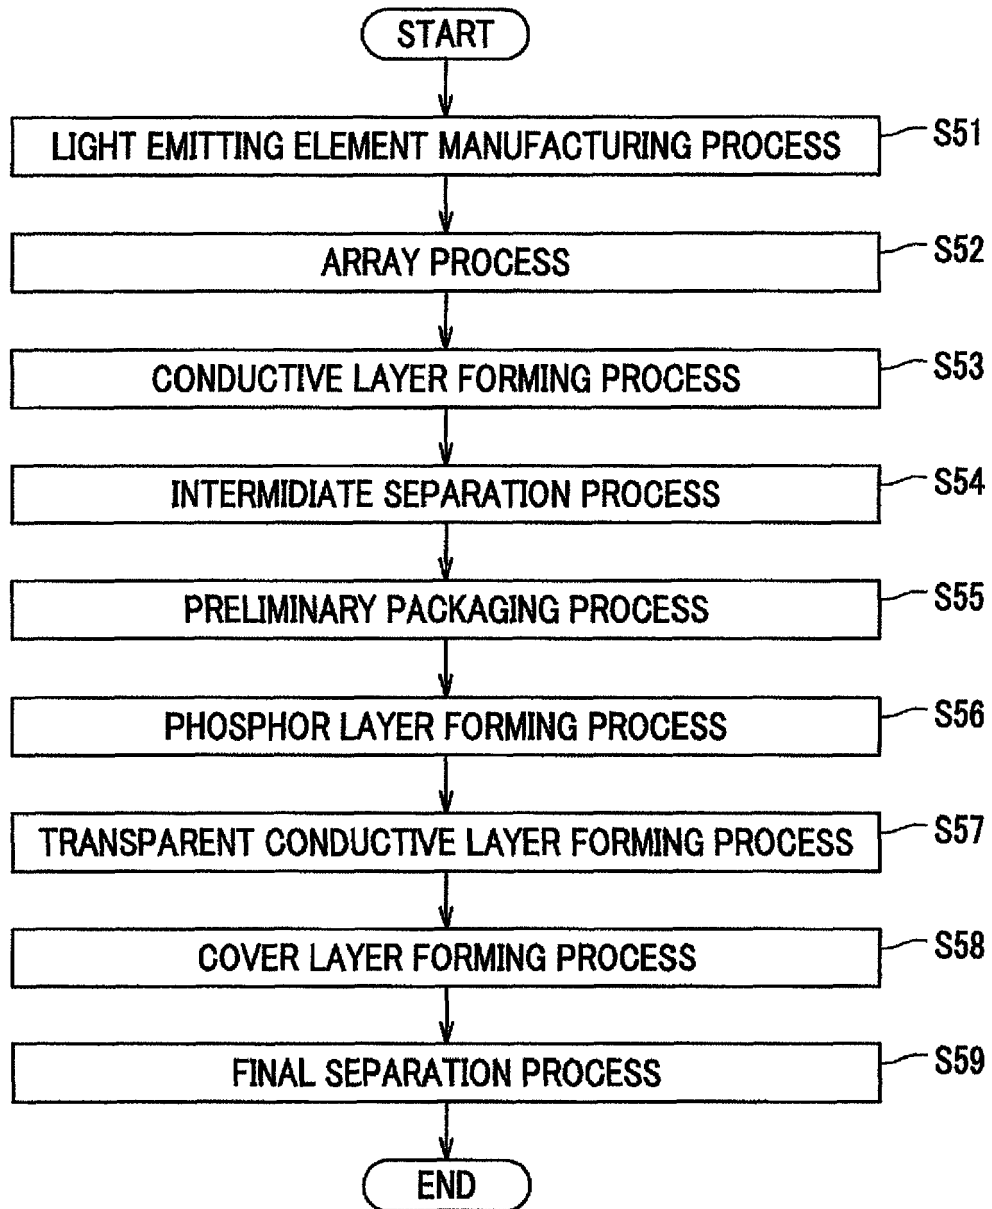 START
LIGHT EMITTING ELEMENT MANUFACTURING PROCESS
S51
ARRAY PROCESS
S52
CONDUCTIVE LAYER FORMING PROCESS
S53
INTERMIDIATE SEPARATION PROCESS
S54
PRELIMINARY PACKAGING PROCESS
S55
PHOSPHOR LAYER FORMING PROCESS
S56
TRANSPARENT CONDUCTIVE LAYER FORMING PROCESS
S57
COVER LAYER FORMING PROCESS
S58
FINAL SEPARATION PROCESS
S59
END